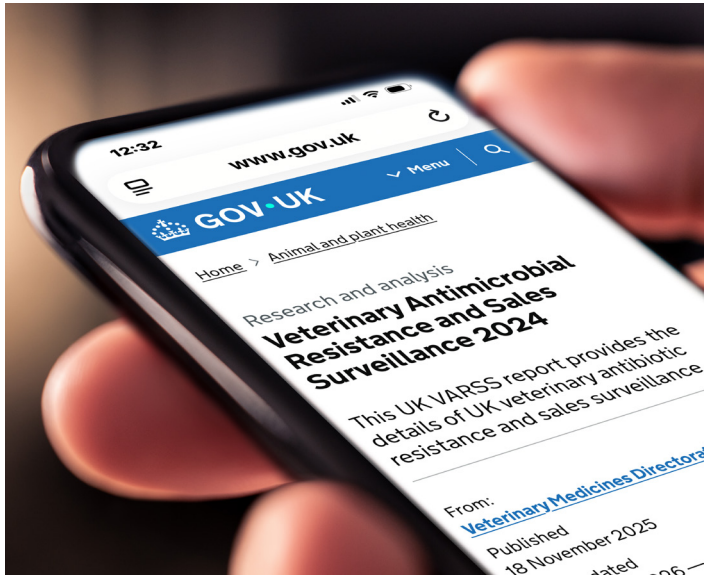 12:32
www.gov.uk
GOV·UK
Menu
Home > Animal and plant health
Research and analysis
Veterinary Antimicrobial
Resistance and Sales
Surveillance 2024
This UK VARSS report provides the
details of UK veterinary antibiotic
resistance and sales surveillance
From:
Veterinary Medicines Directorat
Published
18 November 2025